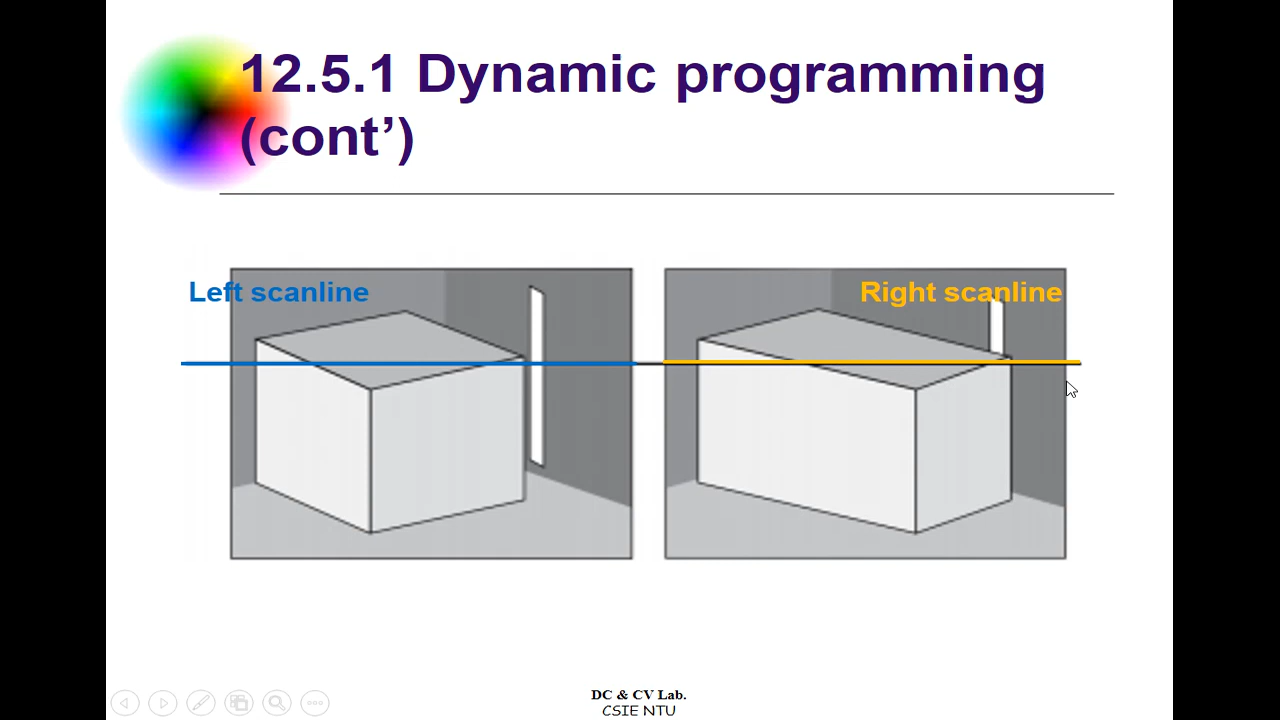 12.5.1 Dynamic programming
(cont’)
Left scanline
Right scanline
DC & CV Lab.
CSIE NTU